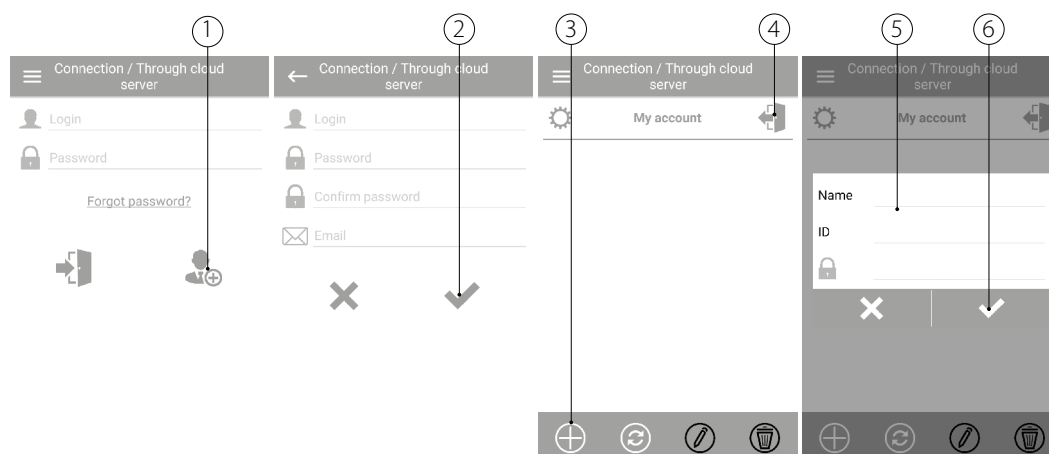 1
2
3
4
5
6
Connection / Through cloud
server
Login
Password
Forgot password?
Connection / Through cloud
server
Login
Password
Confirm password
Email
Connection / Through cloud
server
My account
Connection / Through cloud
server
My account
Name
ID